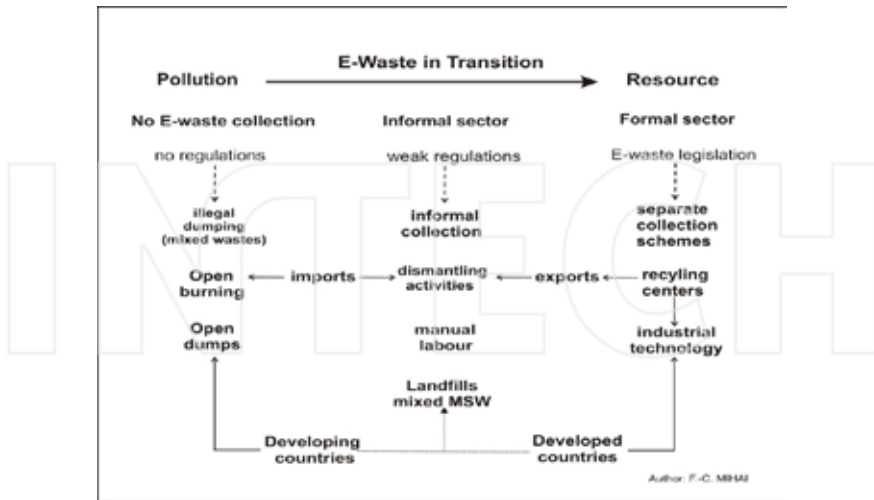 E-Waste in Transition
Pollution
Resource
No E-waste collection
Informal sector
Formal sector
no regulations
weak regulations
E-waste legislation
illegal
dumping
(mixed wastes)
informal
collection
separate
collection
schemes
Open
burning
imports
dismantling
activities
exports
recyling
centers
Open
dumps
manual
labour
industrial
technology
Landfills
mixed MSW
Developing
countries
Developed
countries
Author: F.-C. MIHAI
INTECH